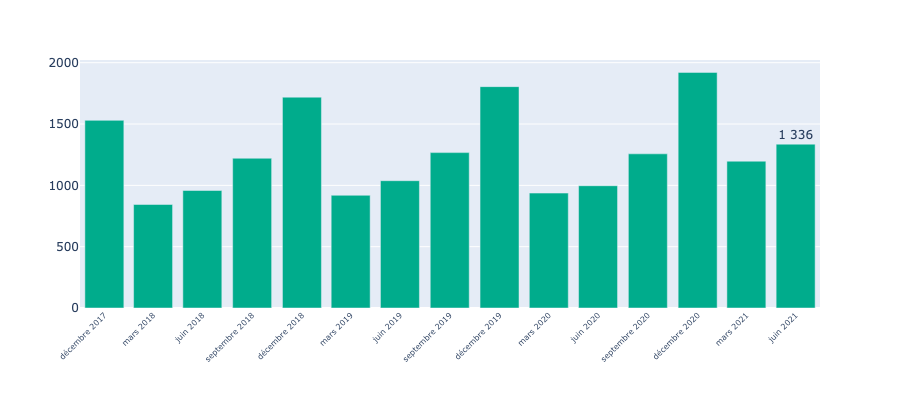 2000
1500
1000
500
0
1 336
décembre 2017
mars 2018
juin 2018
septembre 2018
décembre 2018
mars 2019
juin 2019
septembre 2019
décembre 2019
mars 2020
juin 2020
septembre 2020
décembre 2020
mars 2021
juin 2021